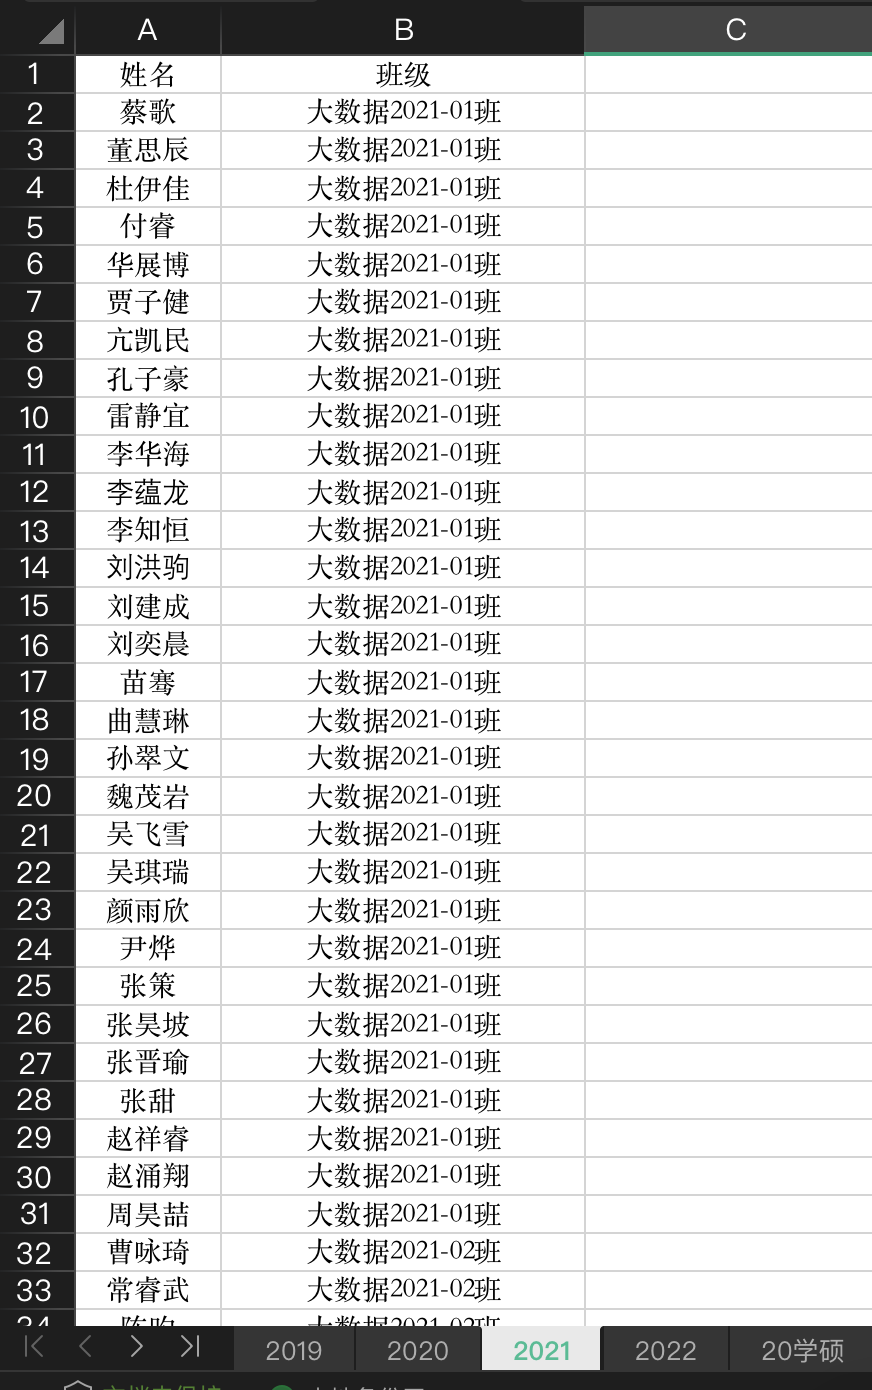 A B C
1 姓名 班级
2 蔡歌 大数据2021-01班
3 董思辰 大数据2021-01班
4 杜伊佳 大数据2021-01班
5 付睿 大数据2021-01班
6 华展博 大数据2021-01班
7 贾子健 大数据2021-01班
8 亢凯民 大数据2021-01班
9 孔子豪 大数据2021-01班
10 雷静宜 大数据2021-01班
11 李华海 大数据2021-01班
12 李蕴龙 大数据2021-01班
13 李知恒 大数据2021-01班
14 刘洪驹 大数据2021-01班
15 刘建成 大数据2021-01班
16 刘奕晨 大数据2021-01班
17 苗骞 大数据2021-01班
18 曲慧琳 大数据2021-01班
19 孙翠文 大数据2021-01班
20 魏茂岩 大数据2021-01班
21 吴飞雪 大数据2021-01班
22 吴琪瑞 大数据2021-01班
23 颜雨欣 大数据2021-01班
24 尹烨 大数据2021-01班
25 张策 大数据2021-01班
26 张昊坡 大数据2021-01班
27 张晋瑜 大数据2021-01班
28 张甜 大数据2021-01班
29 赵祥睿 大数据2021-01班
30 赵涌翔 大数据2021-01班
31 周昊喆 大数据2021-01班
32 曹咏琦 大数据2021-02班
33 常睿武 大数据2021-02班
34 大数据2021-02班
2019 2020 2021 2022 20学硕